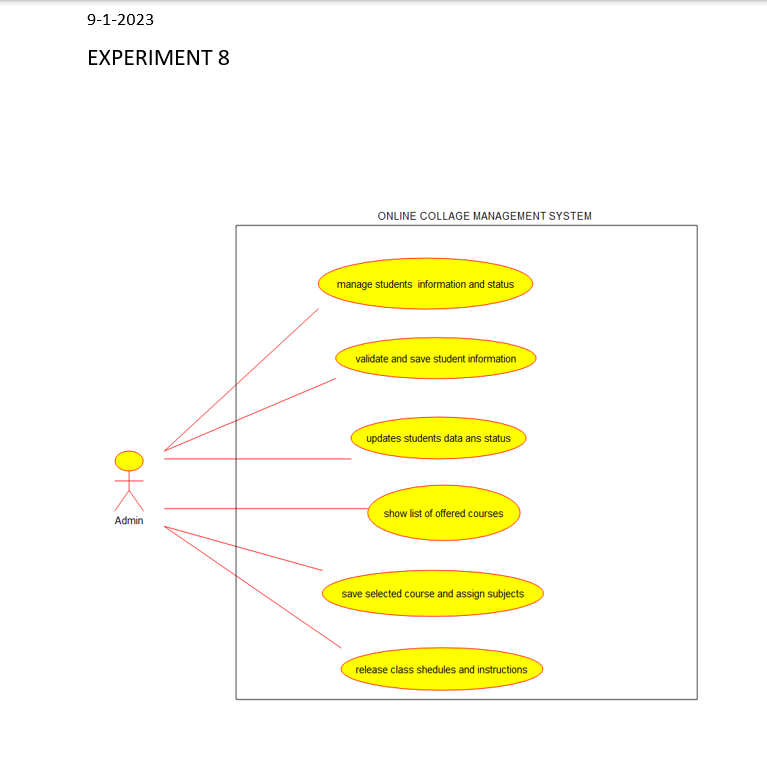 9-1-2023
EXPERIMENT 8
ONLINE COLLAGE MANAGEMENT SYSTEM
manage students information and status
validate and save student information
updates students data ans status
Admin
show list of offered courses
save selected course and assign subjects
release class shedules and instructions